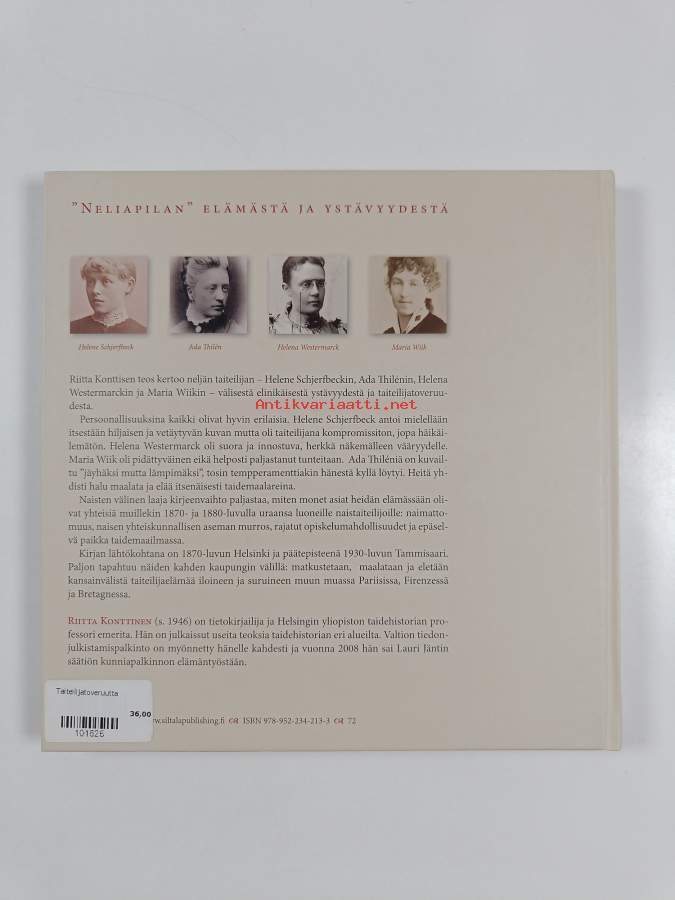 ”NELIAPILAN” ELÄMÄSTÄ JA YSTÄVYYDESTÄ
Helene Schjerfbeck
Ada Thilén
Helena Westermarck
Maria Wiik
Riitta Konttisen teos kertoo neljän taiteilijan – Helene Schjerfbeckin, Ada Thilénin, Helena
Westermarckin ja Maria Wiikin – välisestä elinikäisestä ystävyydestä ja taiteilijatoveruu-
desta.
Antikvariaatti.net
Persoonallisuuksina kaikki olivat hyvin erilaisia. Helene Schjerfbeck antoi mielellään
itsestään hiljaisen ja vetäytyvän kuvan mutta oli taiteilijana kompromissiton, jopa häikäi-
lemätön. Helena Westermarck oli suora ja innostuva, herkkä näkemälleen vääryydelle.
Maria Wiik oli pidättyväinen eikä helposti paljastanut tunteitaan. Ada Thiléniä on kuvail-
tu ”jäyhäksi mutta lämpimäksi”, tosin tempperamenttiakin hänestä kyllä löytyi. Heitä yh-
disti halu maalata ja elää itsenäisesti taidemaalareina.
Naisten välinen laaja kirjeenvaihto paljastaa, miten monet asiat heidän elämässään oli-
vat yhteisiä muillekin 1870- ja 1880-luvulla uraansa luoneille naistaiteilijoille: naimatto-
muus, naisen yhteiskunnallisen aseman murros, rajatut opiskelumahdollisuudet ja epäsel-
vä paikka taidemaailmassa.
Kirjan lähtökohtana on 1870-luvun Helsinki ja päätepisteenä 1930-luvun Tammisaari.
Paljon tapahtuu näiden kahden kaupungin välillä: matkustetaan, maalataan ja eletään
kansainvälistä taiteilijaelämää iloineen ja suruineen muun muassa Pariisissa, Firenzessä
ja Bretagnessa.
RIITTA KONTTINEN (s. 1946) on tietokirjailija ja Helsingin yliopiston taidehistorian pro-
fessori emerita. Hän on julkaissut useita teoksia taidehistorian eri alueilta. Valtion tiedon-
julkistamispalkinto on myönnetty hänelle kahdesti ja vuonna 2008 hän sai Lauri Jäntin
säätiön kunniapalkinnon elämäntyöstään.
Taiteilijatoveruutta
36,00
101626
w.siltalapublishing.fi ISBN 978-952-234-213-3 72